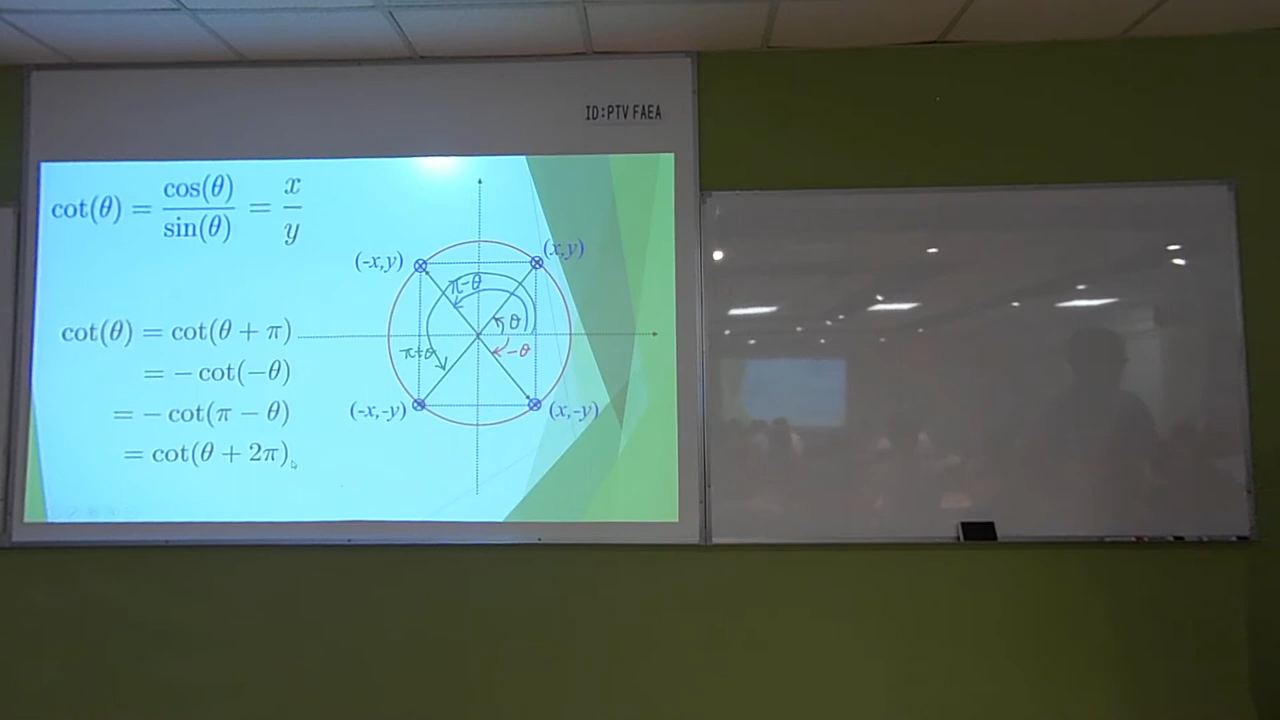 ID:PTV FAEA
cot(θ) = cos(θ)/sin(θ) = x/y
(-x,y)
(x,y)
π-θ
θ
cot(θ) = cot(θ + π)
π+θ
-θ
= − cot(−θ)
= − cot(π − θ)
(-x,-y)
(x,-y)
= cot(θ + 2π)